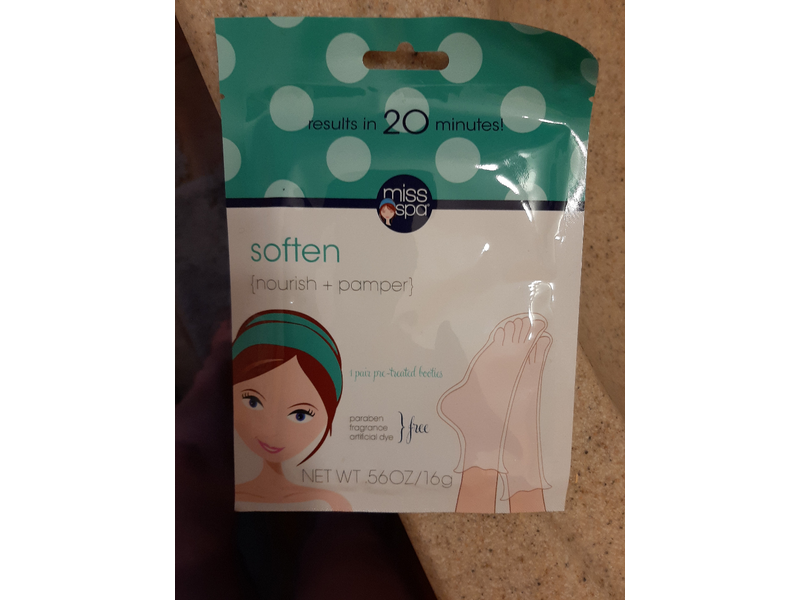 results in 20 minutes!
miss
spa
soften
{nourish + pamper}
1 pair pre-treated booties
paraben
fragrance
artificial dye } free
NET WT .56OZ/16g